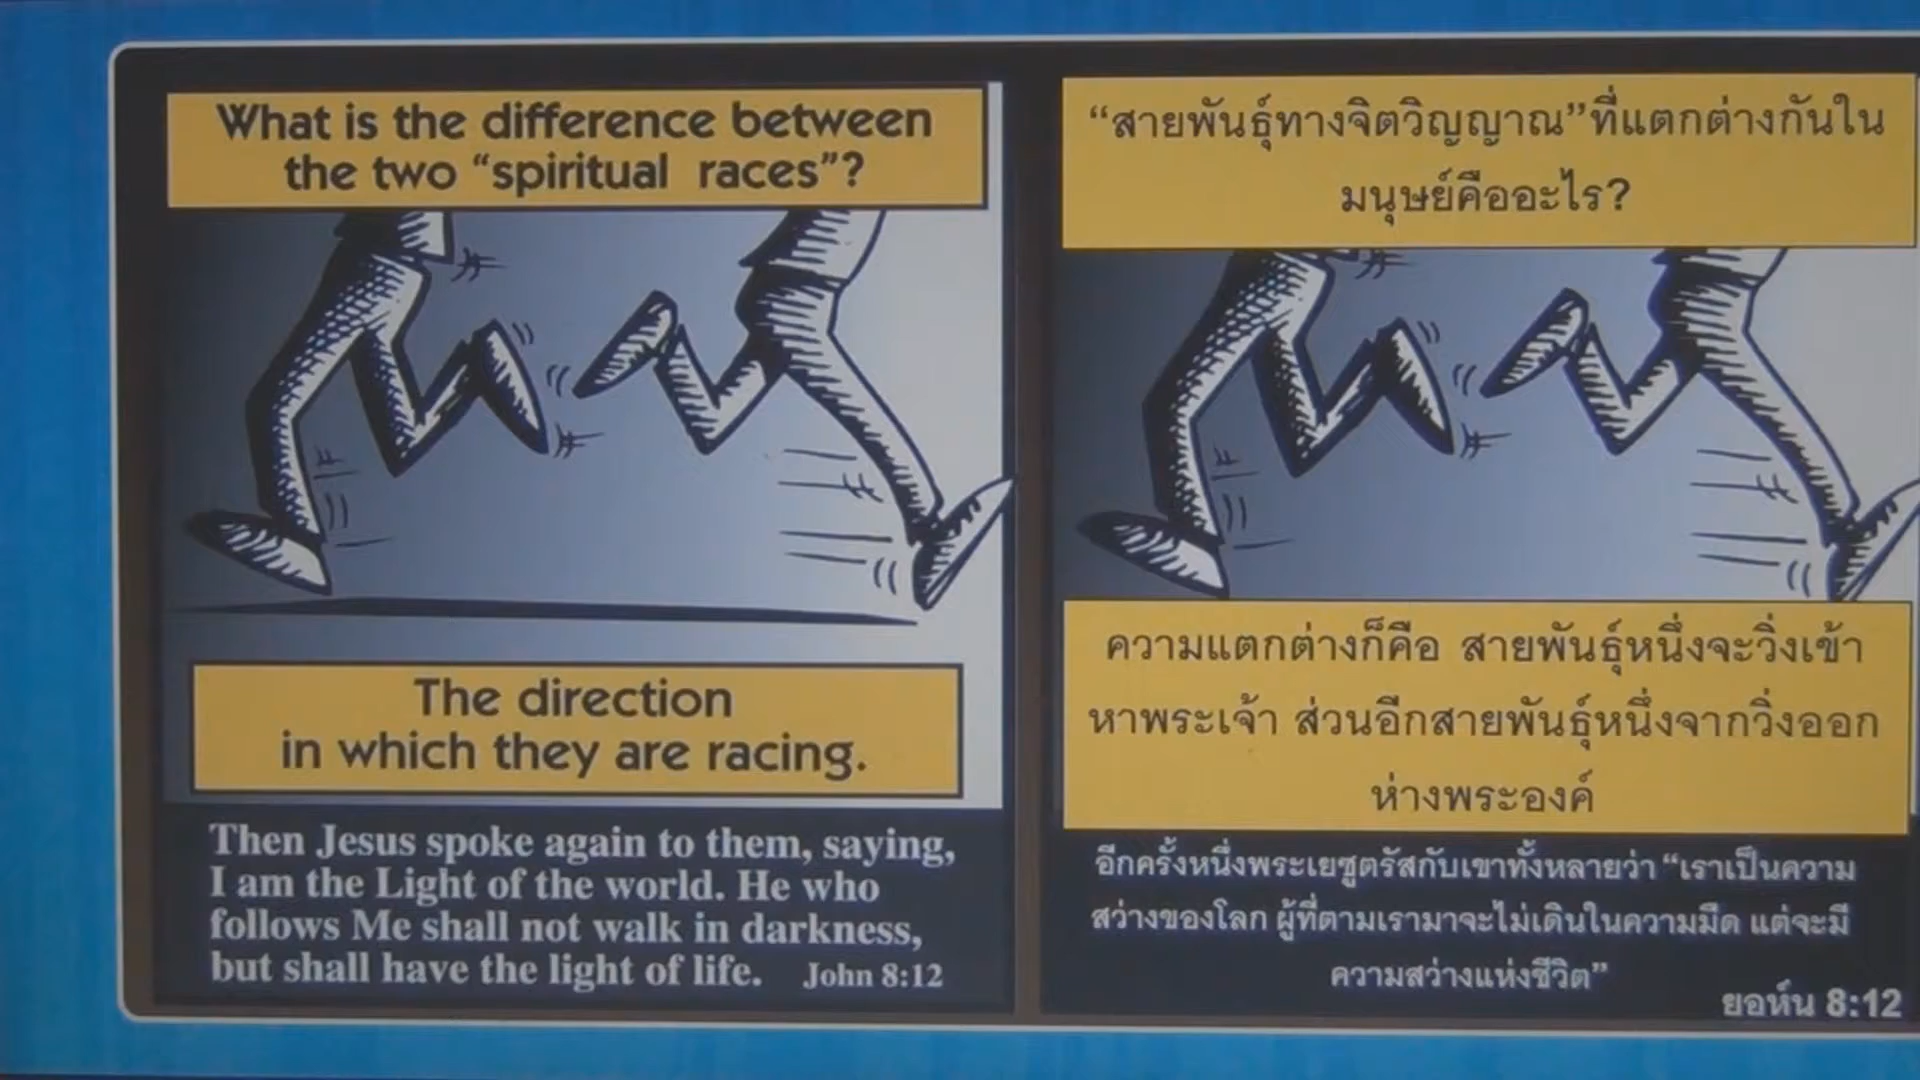 What is the difference between
the two “spiritual races”?
The direction
in which they are racing.
Then Jesus spoke again to them, saying,
I am the Light of the world. He who
follows Me shall not walk in darkness,
but shall have the light of life. John 8:12
“สายพันธุ์ทางจิตวิญญาณ”ที่แตกต่างกันใน
มนุษย์คืออะไร?
ความแตกต่างก็คือ สายพันธุ์หนึ่งจะวิ่งเข้า
หาพระเจ้า ส่วนอีกสายพันธุ์หนึ่งจากวิ่งออก
ห่างพระองค์
อีกครั้งหนึ่งพระเยซูตรัสกับเขาทั้งหลายว่า “เราเป็นความ
สว่างของโลก ผู้ที่ตามเรามาจะไม่เดินในความมืด แต่จะมี
ความสว่างแห่งชีวิต”
ยอห์น 8:12